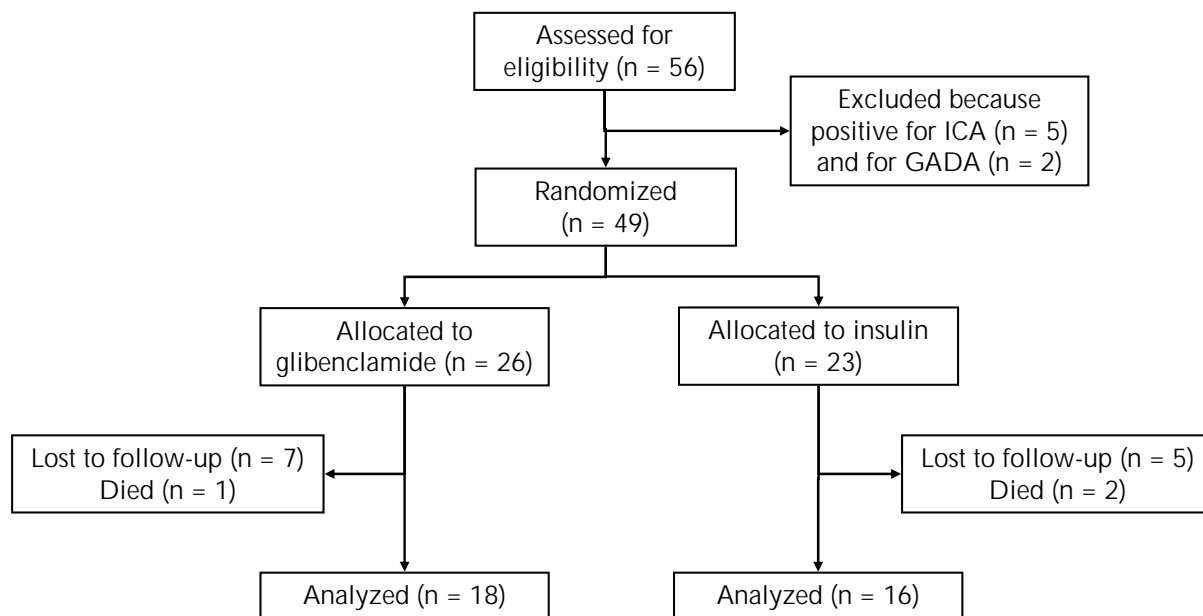 Assessed for
eligibility (n = 56)
Excluded because
positive for ICA (n = 5)
and for GADA (n = 2)
Randomized
(n = 49)
Allocated to
glibenclamide (n = 26)
Allocated to insulin
(n = 23)
Lost to follow-up (n = 7)
Died (n = 1)
Lost to follow-up (n = 5)
Died (n = 2)
Analyzed (n = 18)
Analyzed (n = 16)